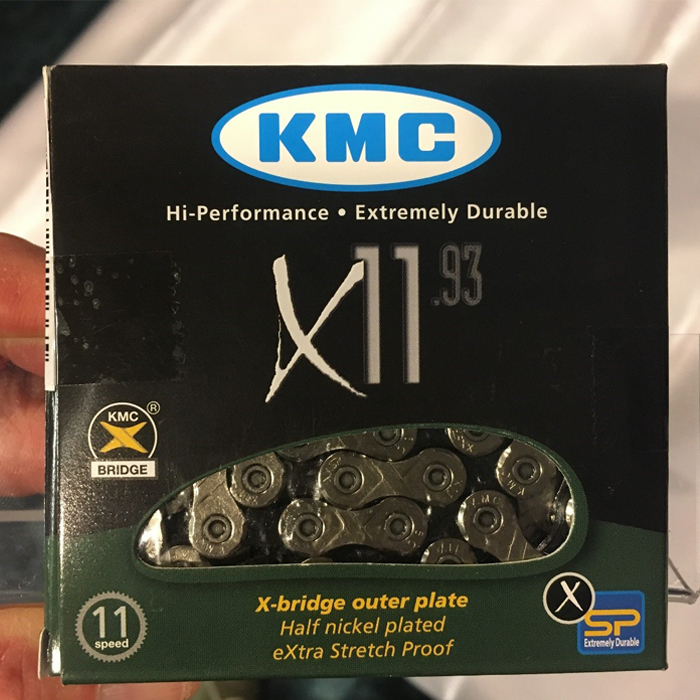 KMC
Hi-Performance • Extremely Durable
X11.93
KMC ®
BRIDGE
KMC
X-bridge outer plate
Half nickel plated
eXtra Stretch Proof
11
speed
X
SP
Extremely Durable